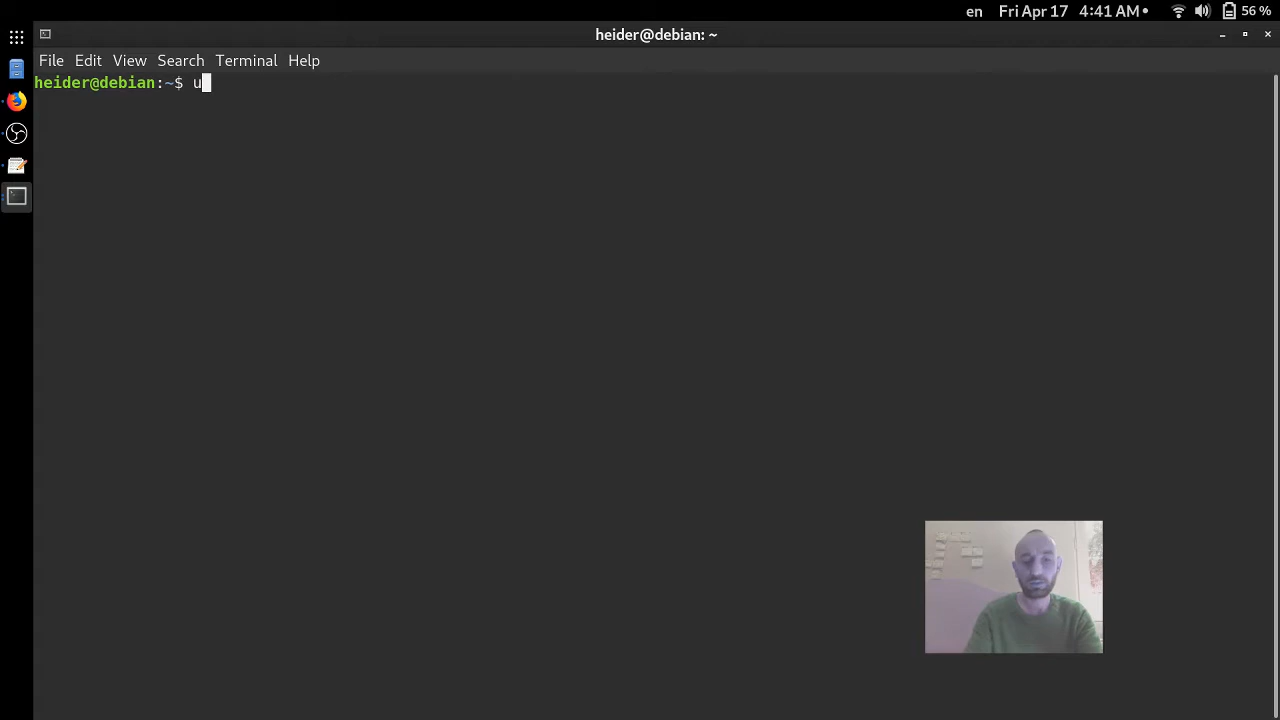 en Fri Apr 17 4:41 AM 56 %
heider@debian: ~
File Edit View Search Terminal Help
heider@debian:~$ u